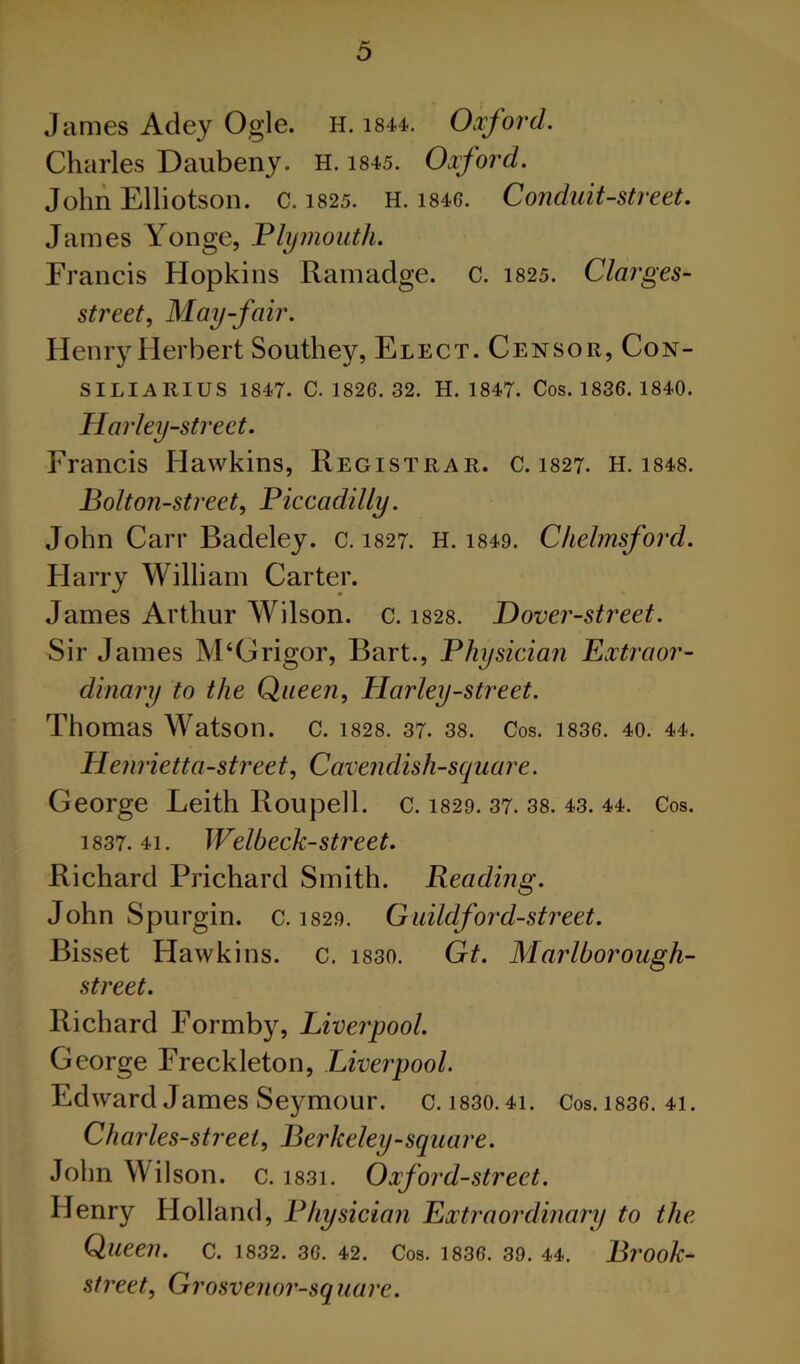 5
James Adey Ogle. H. 1844. Oxford.
Charles Daubeny. H. 1845. Oxford.
John Elliotson. C. 1825. H. 1846. Conduit-street.
James Yonge, Plymouth.
Francis Hopkins Ramadge. C. 1825. Clarges-
street, May-fair.
Henry Herbert Southey, Elect. Censor, Con-
siliarius 1847. C. 1826. 32. H. 1847. Cos. 1836. 1840.
Harley-street.
Francis Hawkins, Registrar. C. 1827. H. 1848.
Bolton-street, Piccadilly.
John Carr Badeley. C. 1827. H. 1849. Chelmsford.
Harry William Carter.
James Arthur Wilson. C. 1828. Dover-street.
Sir James M‘Grigor, Bart., Physician Extraor-
dinary to the Queen, Harley-street.
Thomas Watson. C. 1828. 37. 38. Cos. 1836. 40. 44.
Henrietta-street, Cavendish-square.
George Leith Roupell. C. 1829. 37. 38. 43. 44. Cos.
1837. 41. Welbeck-street.
Richard Prichard Smith. Reading.
John Spurgin. C. 1829. Guildford-street.
Bisset Hawkins. C. 1830. Gt. Marlborough-
street.
Richard Formby, Liverpool.
George Freckleton, Liverpool.
Edward James Seymour. C. 1830. 41. Cos. 1836. 41.
Charles-street, Berkeley-square.
John Wilson. C. 1831. Oxford-street.
Henry Holland, Physician Extraordinary to the
Queen. C. 1832. 36. 42. Cos. 1836. 39. 44. Brook-
street, Grosvenor-square.